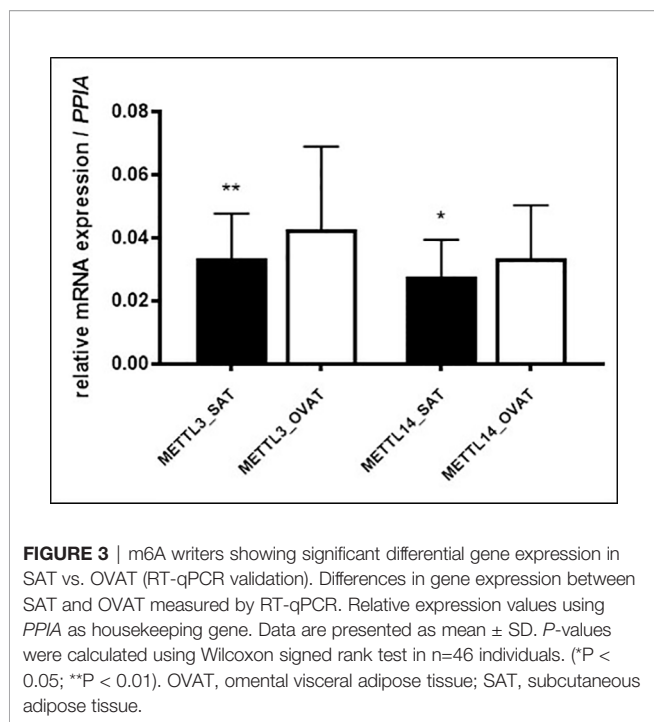 relative mRNA expression / PPIA
0.08
0.06
0.04
0.02
0.00
**
*
METTL3_SAT
METTL3_OVAT
METTL14_SAT
METTL14_OVAT
FIGURE 3 | m6A writers showing significant differential gene expression in
SAT vs. OVAT (RT-qPCR validation). Differences in gene expression between
SAT and OVAT measured by RT-qPCR. Relative expression values using
PPIA as housekeeping gene. Data are presented as mean ± SD. P-values
were calculated using Wilcoxon signed rank test in n=46 individuals. (*P <
0.05; **P < 0.01). OVAT, omental visceral adipose tissue; SAT, subcutaneous
adipose tissue.